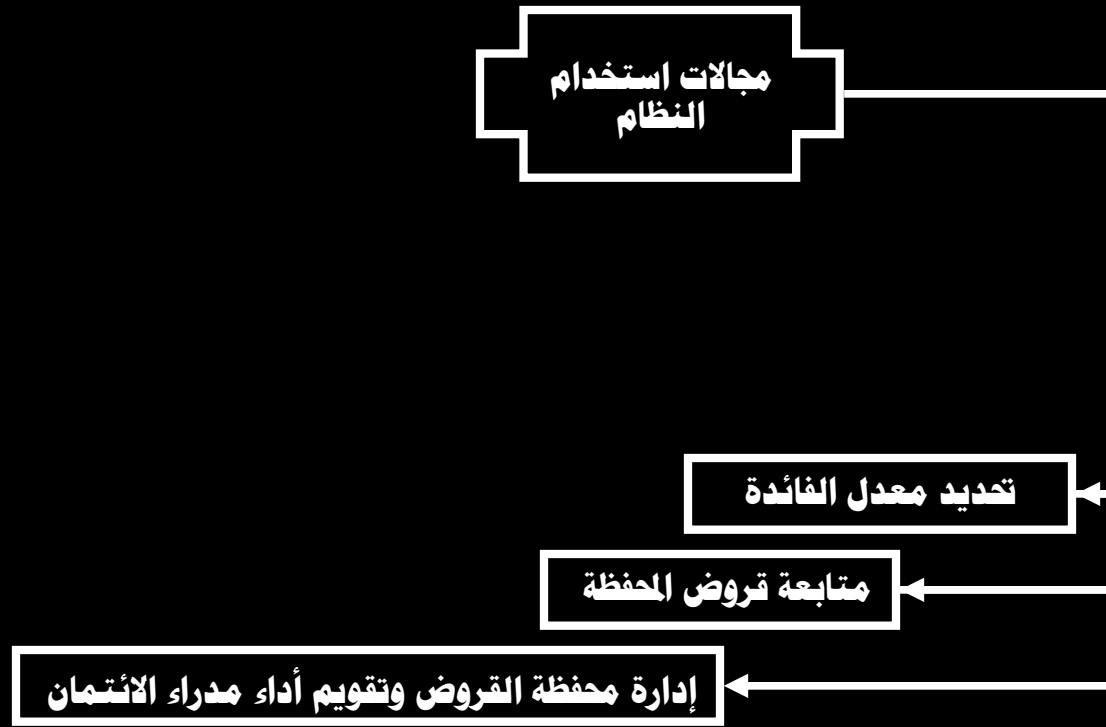 مجالات استخدام
النظام
تحديد معدل الفائدة
متابعة قروض المحفظة
إدارة محفظة القروض وتقويم أداء مدراء الائتمان